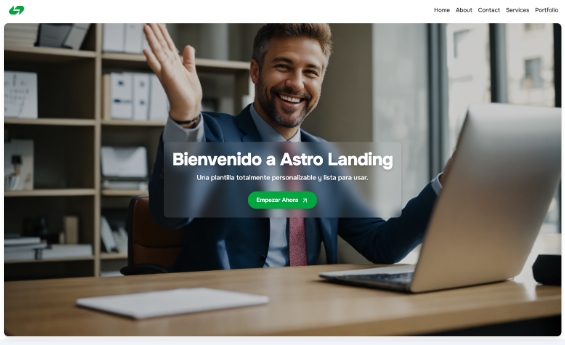 Home About Contact Services Portfolio
Bienvenido a Astro Landing
Una plantilla totalmente personalizable y lista para usar.
Empezar Ahora